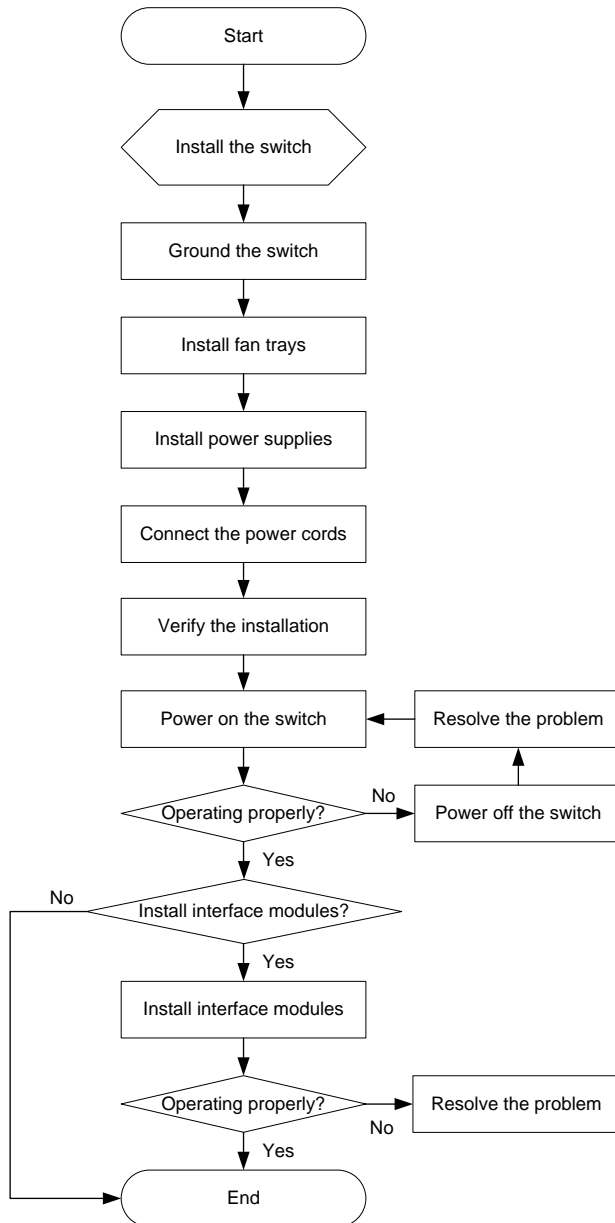 Start
Install the switch
Ground the switch
Install fan trays
Install power supplies
Connect the power cords
Verify the installation
Power on the switch
Resolve the problem
Operating properly?
No
Power off the switch
Yes
No
Install interface modules?
Yes
Install interface modules
Operating properly?
No
Resolve the problem
Yes
End